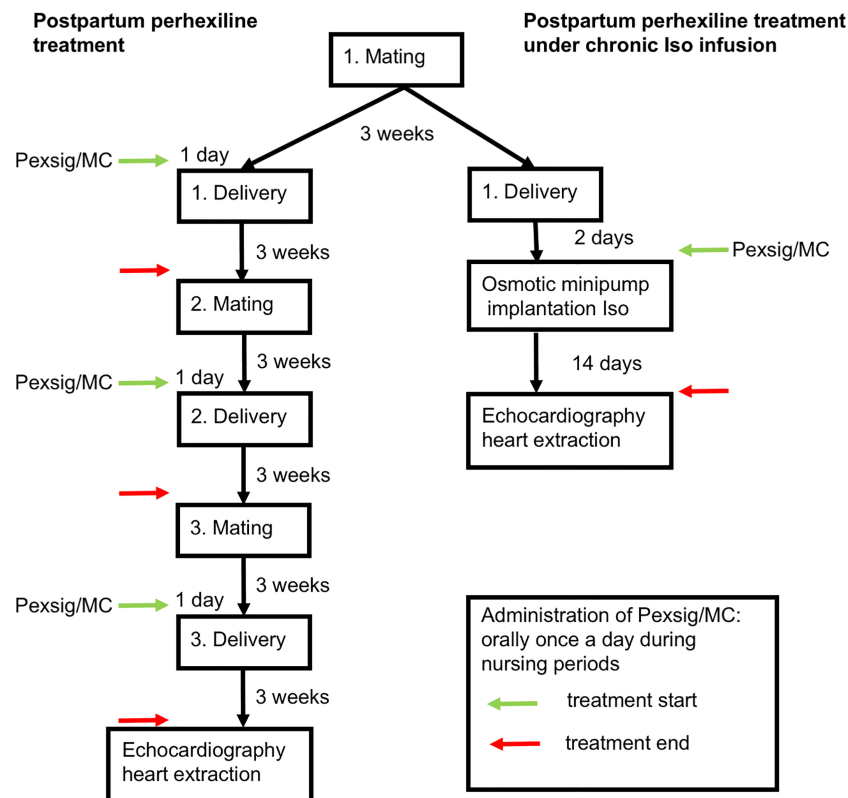 Postpartum perhexiline
treatment
Postpartum perhexiline treatment
under chronic Iso infusion
1. Mating
3 weeks
Pexsig/MC
1 day
1. Delivery
3 weeks
2. Mating
3 weeks
Pexsig/MC
1 day
2. Delivery
3 weeks
3. Mating
3 weeks
Pexsig/MC
1 day
3. Delivery
3 weeks
Echocardiography
heart extraction
1. Delivery
2 days
Pexsig/MC
Osmotic minipump
implantation Iso
14 days
Echocardiography
heart extraction
Administration of Pexsig/MC:
orally once a day during
nursing periods
treatment start
treatment end